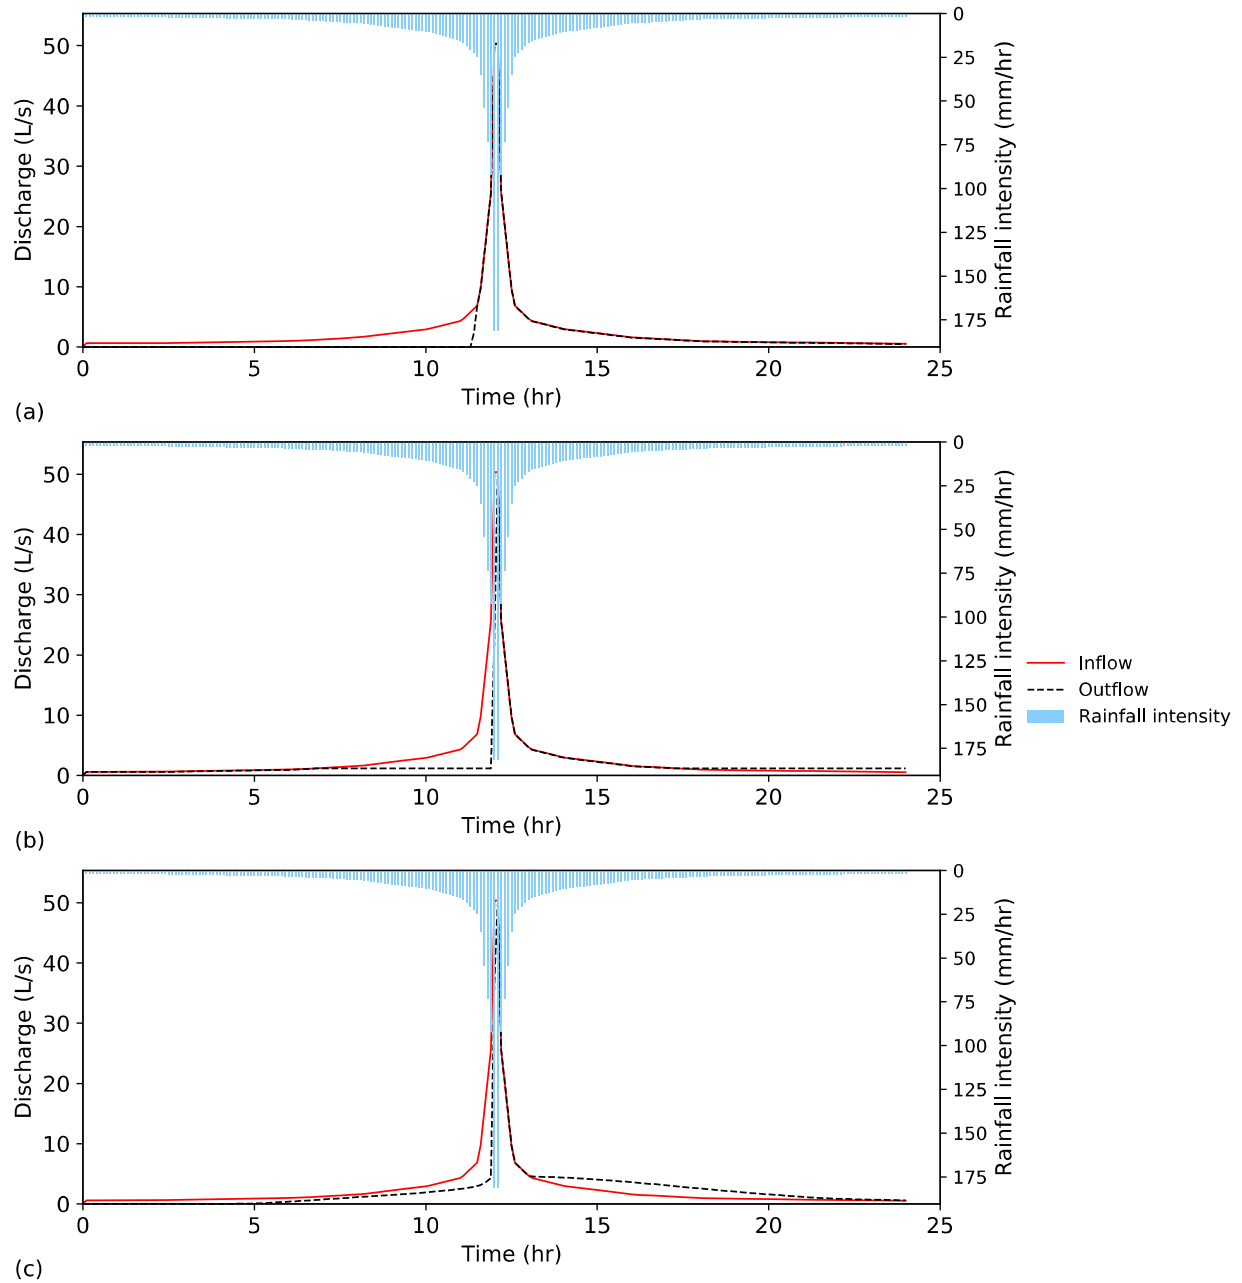 0
50
25
40
50
75
30
100
20
125
150
10
175
0
Discharge (L/s)
Rainfall intensity (mm/hr)
0 5 10 15 20 25
Time (hr)
(a)
0
50
25
40
50
75
30
100
20
125
150
10
175
0
Discharge (L/s)
Rainfall intensity (mm/hr)
0 5 10 15 20 25
Time (hr)
(b)
Inflow
Outflow
Rainfall intensity
0
50
25
40
50
75
30
100
20
125
150
10
175
0
Discharge (L/s)
Rainfall intensity (mm/hr)
0 5 10 15 20 25
Time (hr)
(c)